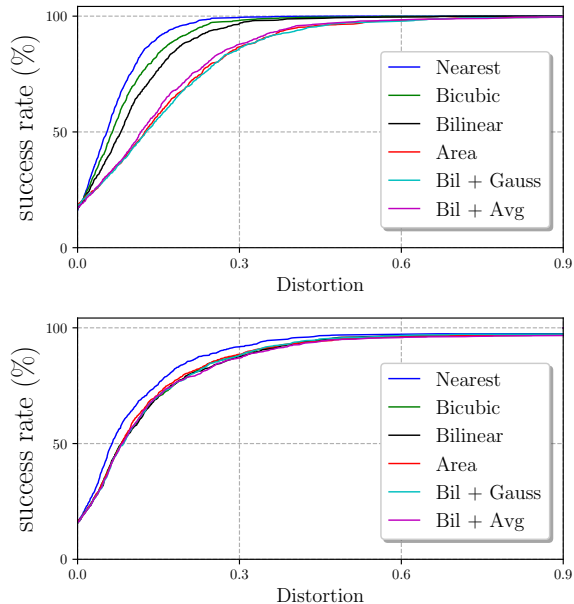 100
50
0
success rate (%)
0.0
0.3
0.6
0.9
Distortion
Nearest
Bicubic
Bilinear
Area
Bil + Gauss
Bil + Avg
100
50
0
success rate (%)
0.0
0.3
0.6
0.9
Distortion
Nearest
Bicubic
Bilinear
Area
Bil + Gauss
Bil + Avg